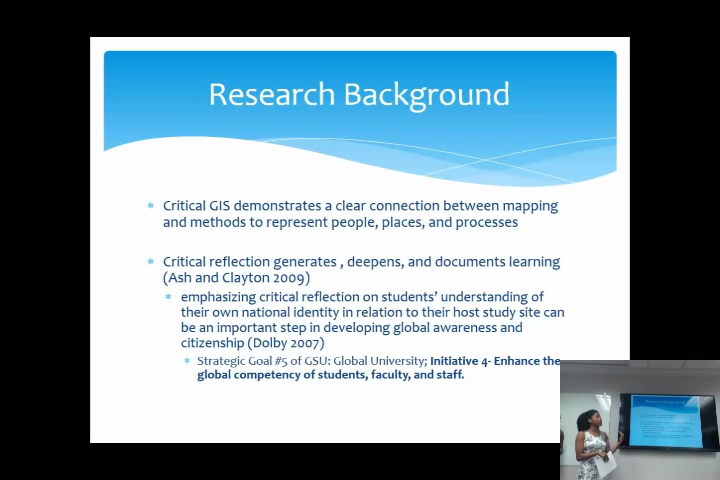 Research Background
Critical GIS demonstrates a clear connection between mapping
and methods to represent people, places, and processes
Critical reflection generates , deepens, and documents learning
(Ash and Clayton 2009)
emphasizing critical reflection on students' understanding of
their own national identity in relation to their host study site can
be an important step in developing global awareness and
citizenship (Dolby 2007)
Strategic Goal #5 of GSU: Global University; Initiative 4- Enhance the
global competency of students, faculty, and staff.